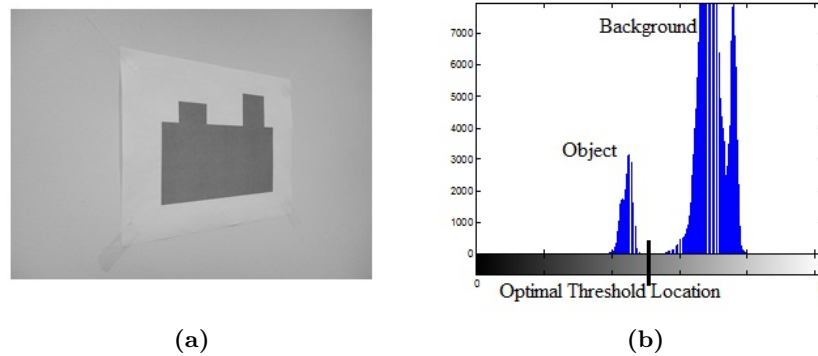 7000
Background
6000
5000
4000
Object
3000
2000
1000
0
0
Optimal Threshold Location
(a)
(b)